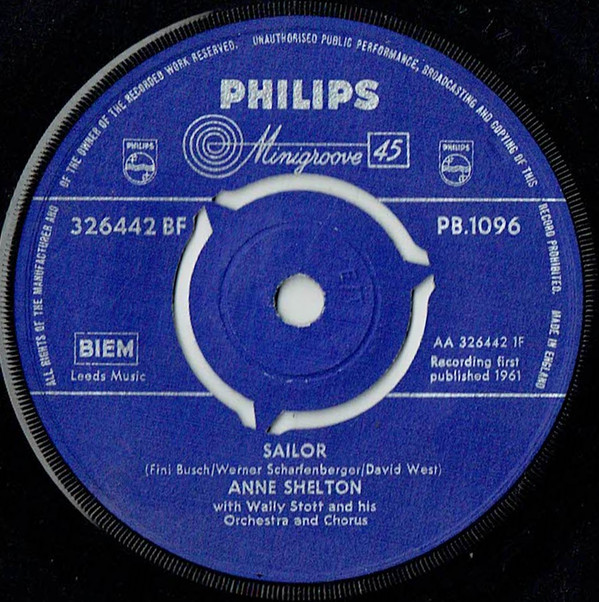 ALL RIGHTS OF THE MANUFACTURER AND OF THE OWNER OF THE RECORDED WORK RESERVED. UNAUTHORISED PUBLIC PERFORMANCE, BROADCASTING AND COPYING OF THIS RECORD PROHIBITED. MADE IN ENGLAND
PHILIPS
PHILIPS
Minigroove 45
PHILIPS
326442 BF
PB.1096
BIEM
Leeds Music
AA 326442 1F
Recording first
published 1961
SAILOR
(Fini Busch/Werner Scharfenberger/David West)
ANNE SHELTON
with Wally Stott and his
Orchestra and Chorus